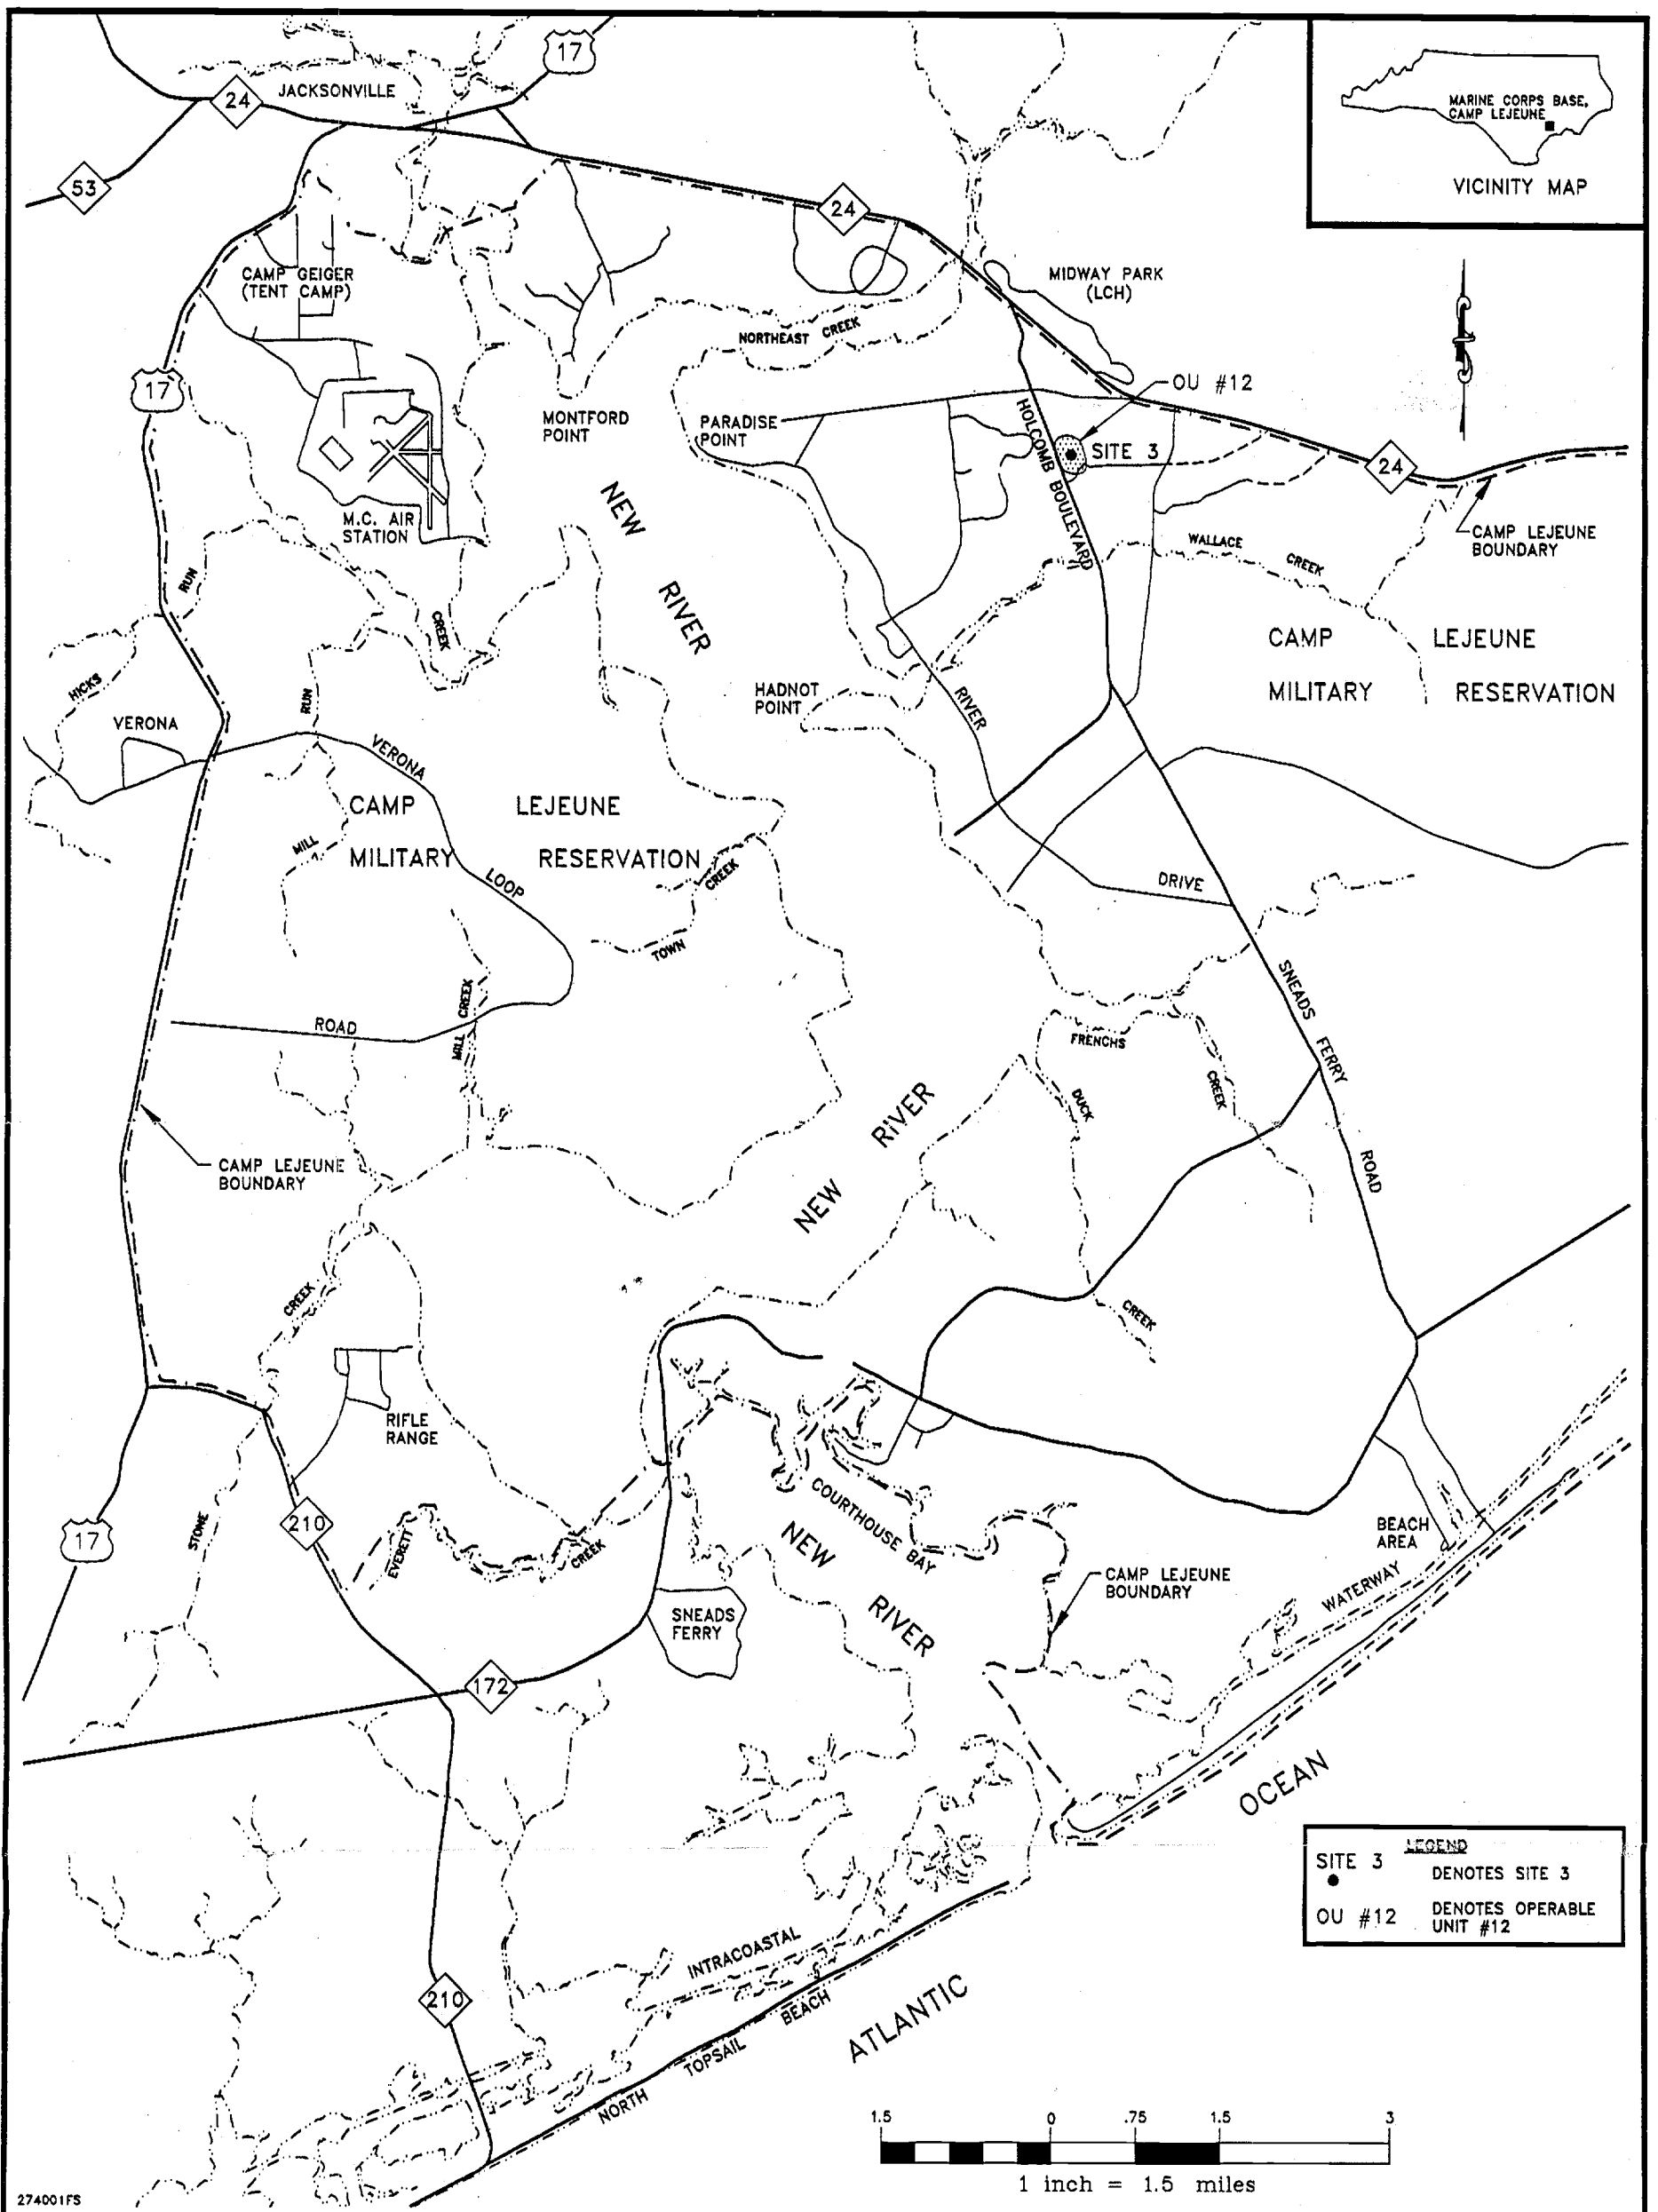 17
JACKSONVILLE
24
53
MARINE CORPS BASE,
CAMP LEJEUNE
VICINITY MAP
24
CAMP GEIGER
(TENT CAMP)
MIDWAY PARK
(LCH)
NORTHEAST CREEK
17
OU #12
MONTFORD
POINT
PARADISE
POINT
HOLCOMB BOULEVARD
SITE 3
24
M.C. AIR
STATION
NEW RIVER
CAMP LEJEUNE
BOUNDARY
WALLACE CREEK
RUN
CREEK
HICKS
RUN
CAMP LEJEUNE
MILITARY RESERVATION
HADNOT
POINT
RIVER
VERONA
VERONA
CAMP LEJEUNE
MILITARY RESERVATION
MILL
LOOP
CREEK
TOWN
DRIVE
SNEADS FERRY ROAD
MILL CREEK
ROAD
FRENCHS
CREEK
DUCK
CREEK
NEW RIVER
CAMP LEJEUNE
BOUNDARY
CREEK
RIFLE
RANGE
STONE
210
17
EVERETT
CREEK
COURTHOUSE BAY
NEW RIVER
BEACH
AREA
CAMP LEJEUNE
BOUNDARY
WATERWAY
SNEADS
FERRY
172
OCEAN
LEGEND
SITE 3 DENOTES SITE 3
OU #12 DENOTES OPERABLE
UNIT #12
INTRACOASTAL
210
NORTH TOPSAIL BEACH
ATLANTIC
1.5 0 .75 1.5 3
1 inch = 1.5 miles
274001FS